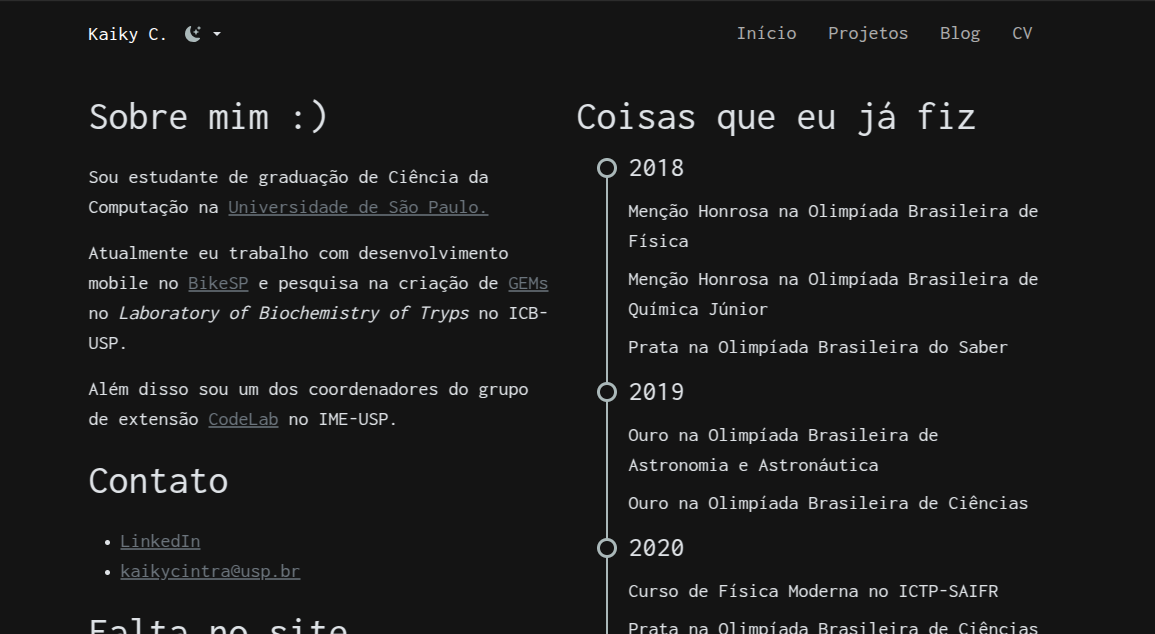 Kaiky C.
Início Projetos Blog CV
Sobre mim :)
Sou estudante de graduação de Ciência da
Computação na Universidade de São Paulo.
Atualmente eu trabalho com desenvolvimento
mobile no BikeSP e pesquisa na criação de GEMs
no Laboratory of Biochemistry of Tryps no ICB-
USP.
Além disso sou um dos coordenadores do grupo
de extensão CodeLab no IME-USP.
Contato
LinkedIn
kaikycintra@usp.br
Falta no site
Coisas que eu já fiz
2018
Menção Honrosa na Olimpíada Brasileira de
Física
Menção Honrosa na Olimpíada Brasileira de
Química Júnior
Prata na Olimpíada Brasileira do Saber
2019
Ouro na Olimpíada Brasileira de
Astronomia e Astronáutica
Ouro na Olimpíada Brasileira de Ciências
2020
Curso de Física Moderna no ICTP-SAIFR
Prata na Olimpíada Brasileira de Ciências